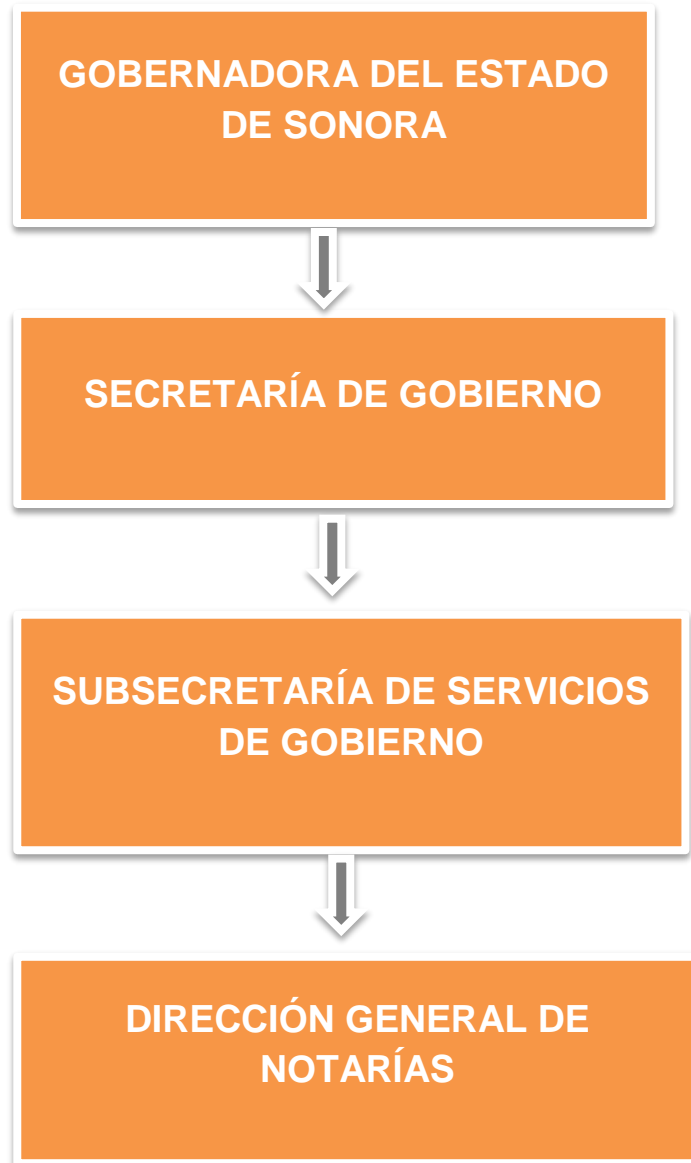 GOBERNADORA DEL ESTADO
DE SONORA
SECRETARÍA DE GOBIERNO
SUBSECRETARÍA DE SERVICIOS
DE GOBIERNO
DIRECCIÓN GENERAL DE
NOTARÍAS